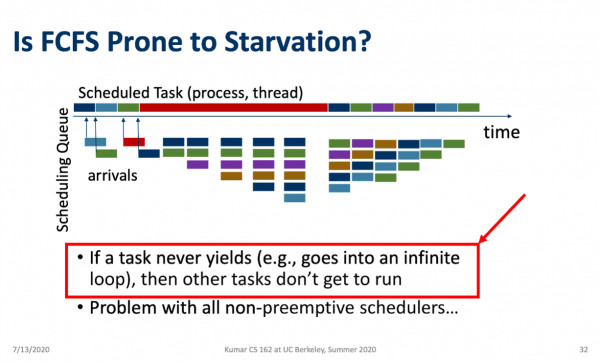 Is FCFS Prone to Starvation?
Scheduled Task (process, thread)
time
Scheduling Queue
arrivals
• If a task never yields (e.g., goes into an infinite
loop), then other tasks don’t get to run
• Problem with all non-preemptive schedulers…
7/13/2020
Kumar CS 162 at UC Berkeley, Summer 2020
32